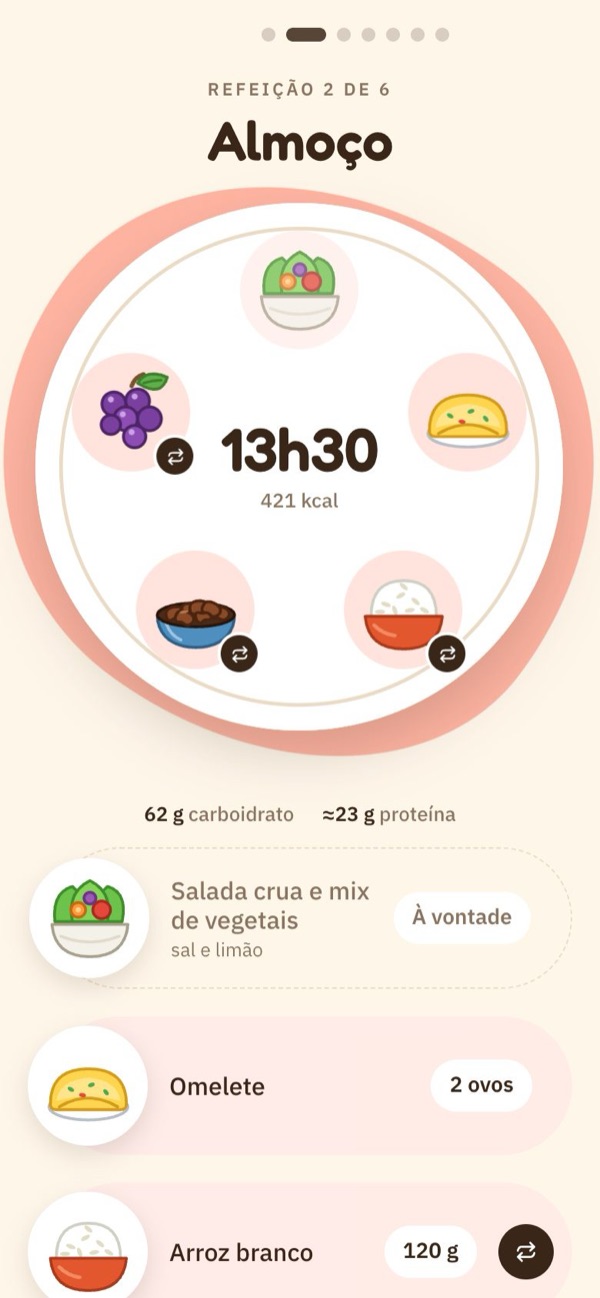 REFEIÇÃO 2 DE 6
Almoço
13h30
421 kcal
62 g carboidrato ≈23 g proteína
Salada crua e mix
de vegetais
sal e limão
À vontade
Omelete
2 ovos
Arroz branco
120 g